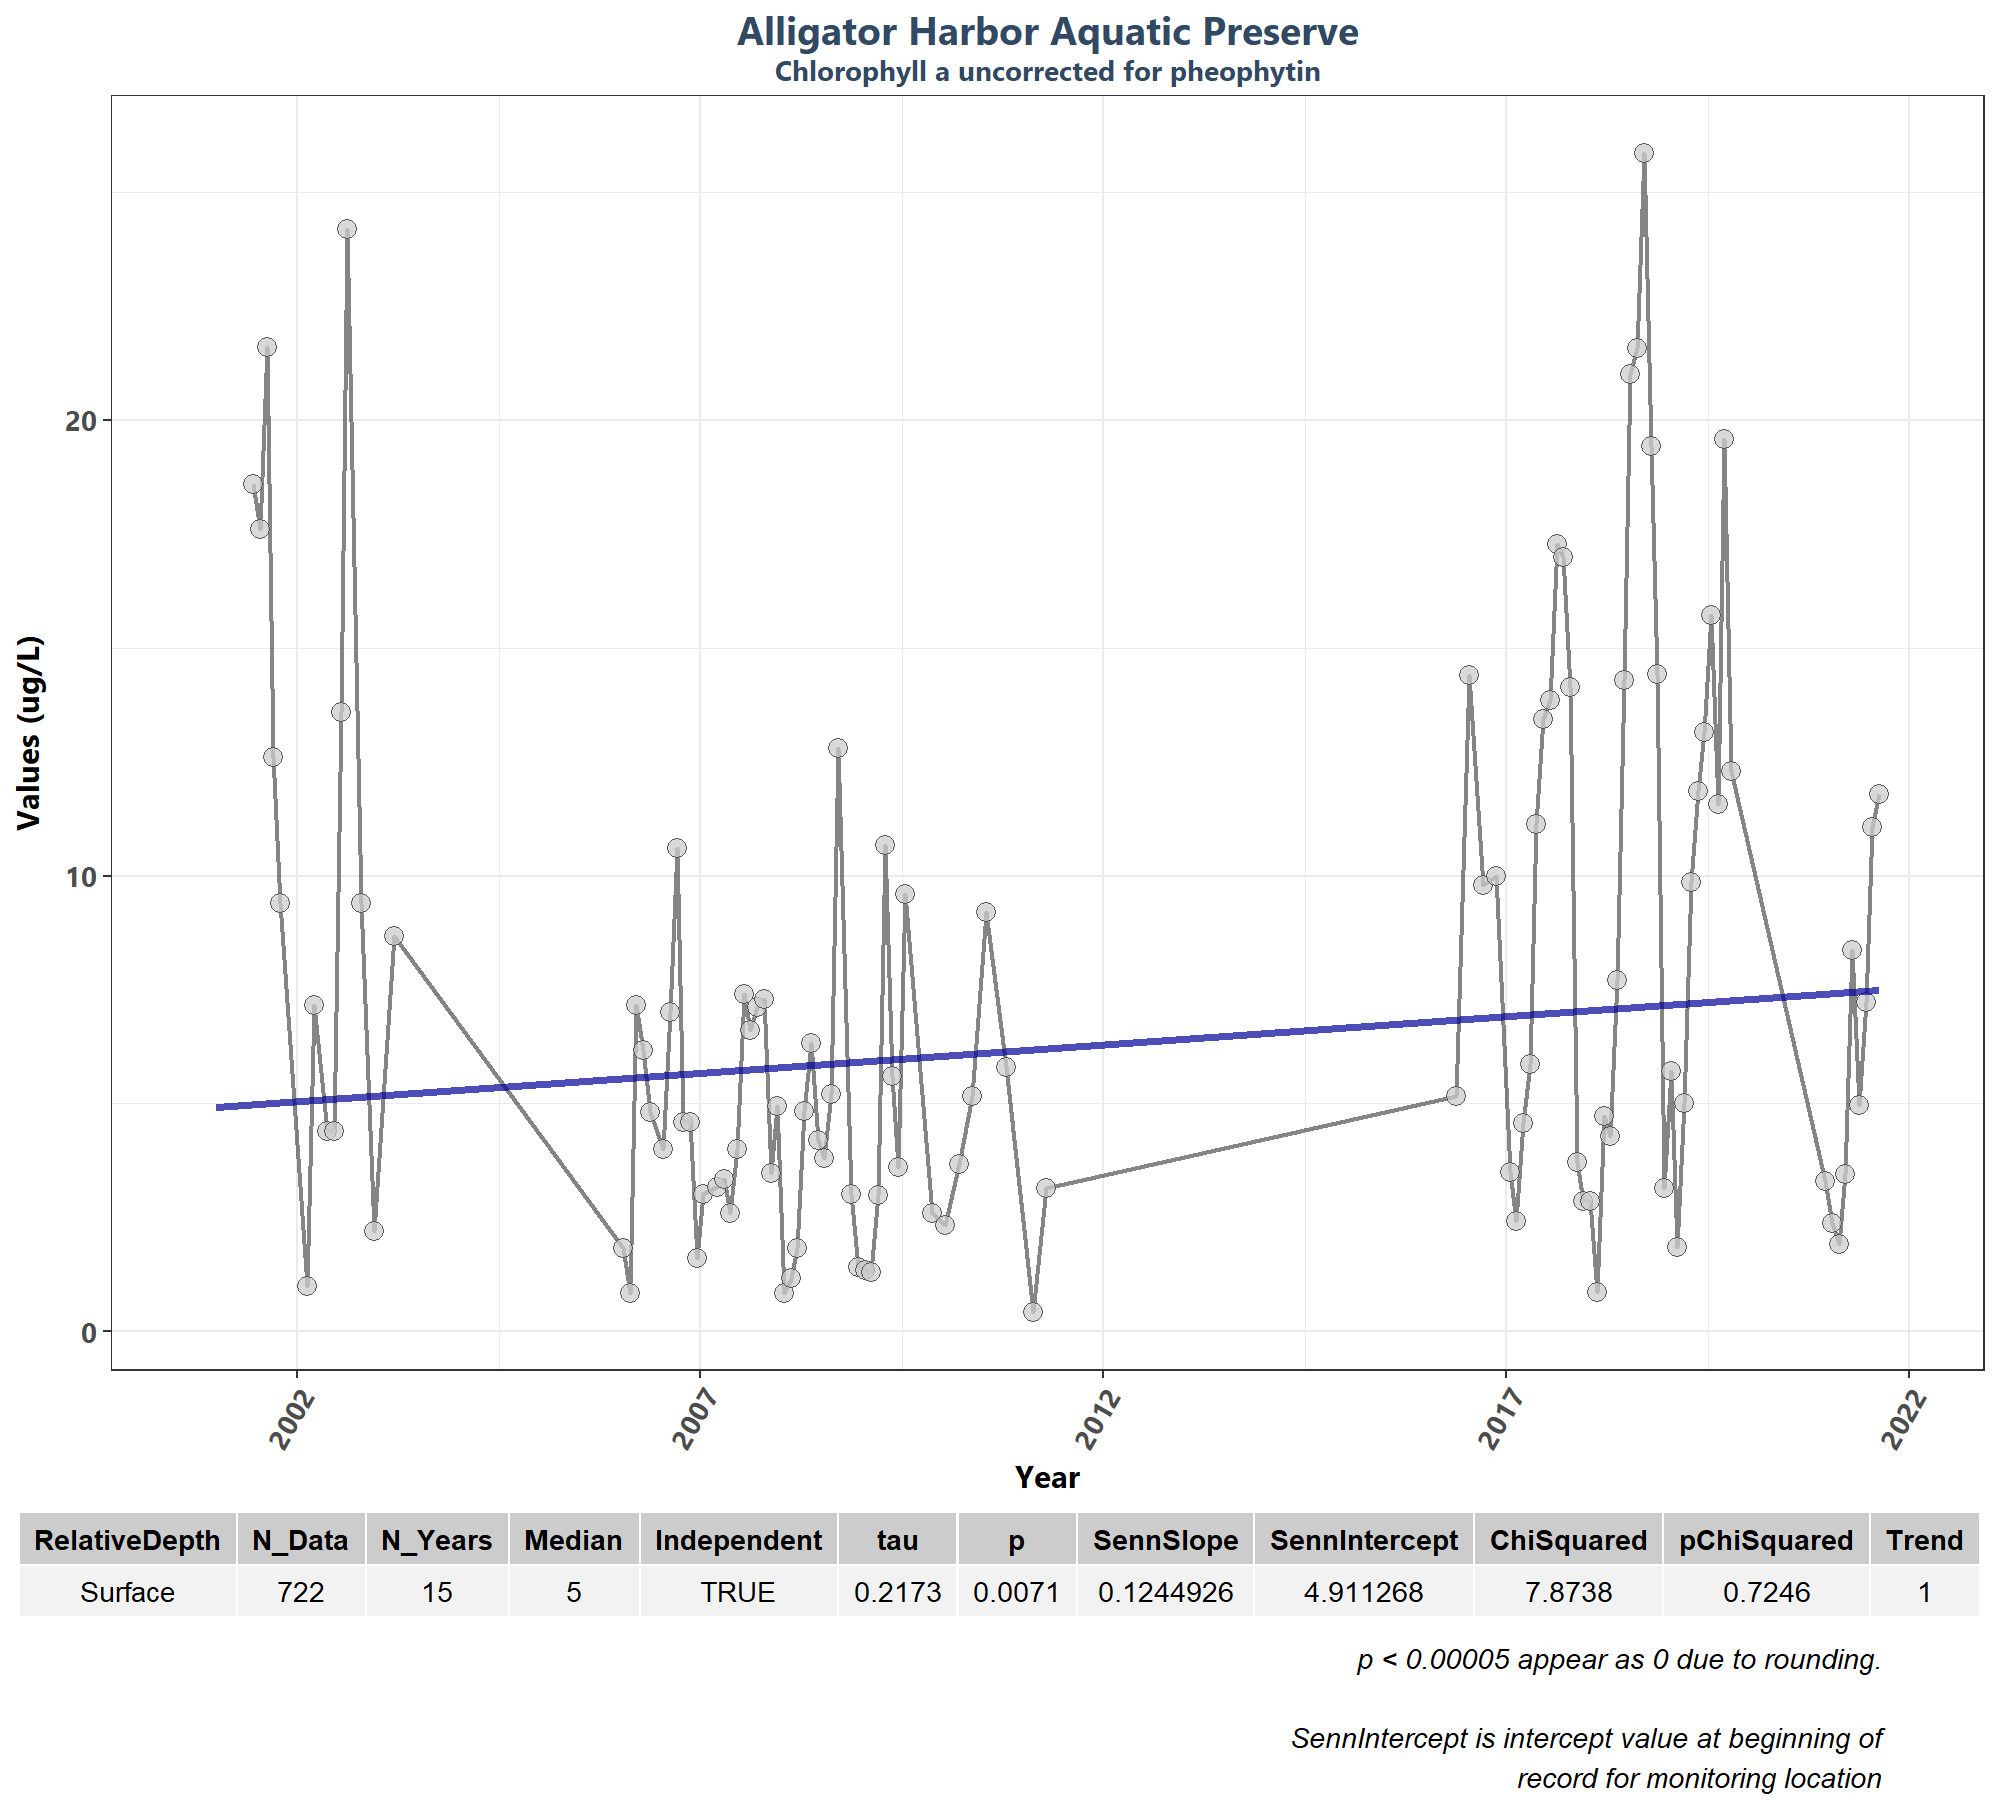 Alligator Harbor Aquatic Preserve
Chlorophyll a uncorrected for pheophytin
Values (ug/L)
20
10
0
2002 2007 2012 2017 2022
Year
RelativeDepth N_Data N_Years Median Independent tau p SennSlope SennIntercept ChiSquared pChiSquared Trend
Surface 722 15 5 TRUE 0.2173 0.0071 0.1244926 4.911268 7.8738 0.7246 1
p < 0.00005 appear as 0 due to rounding.
SennIntercept is intercept value at beginning of
record for monitoring location